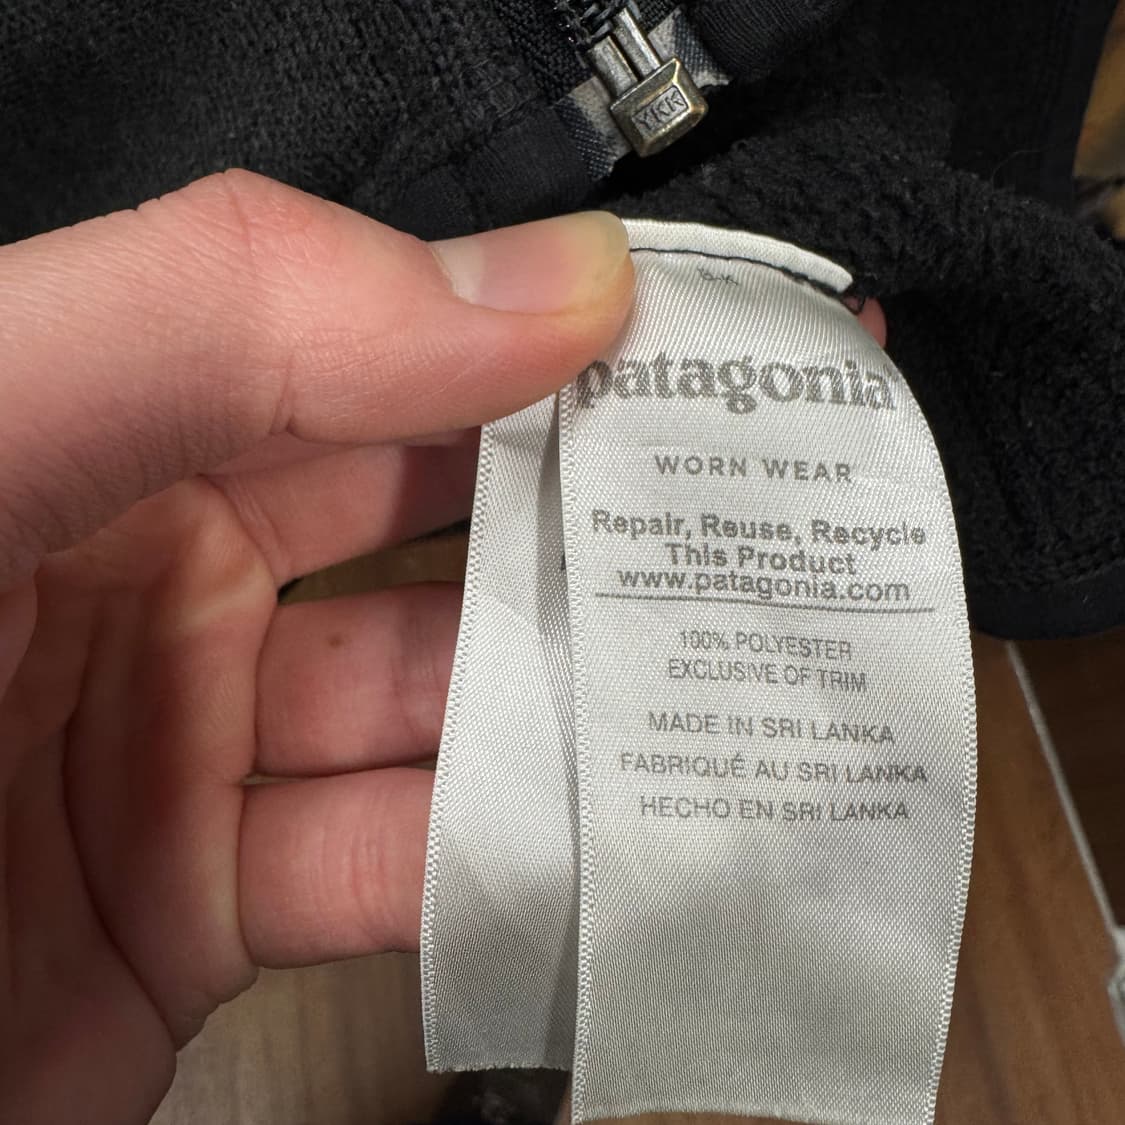 YKK
patagonia
WORN WEAR
Repair, Reuse, Recycle
This Product
www.patagonia.com
100% POLYESTER
EXCLUSIVE OF TRIM
MADE IN SRI LANKA
FABRIQUÉ AU SRI LANKA
HECHO EN SRI LANKA